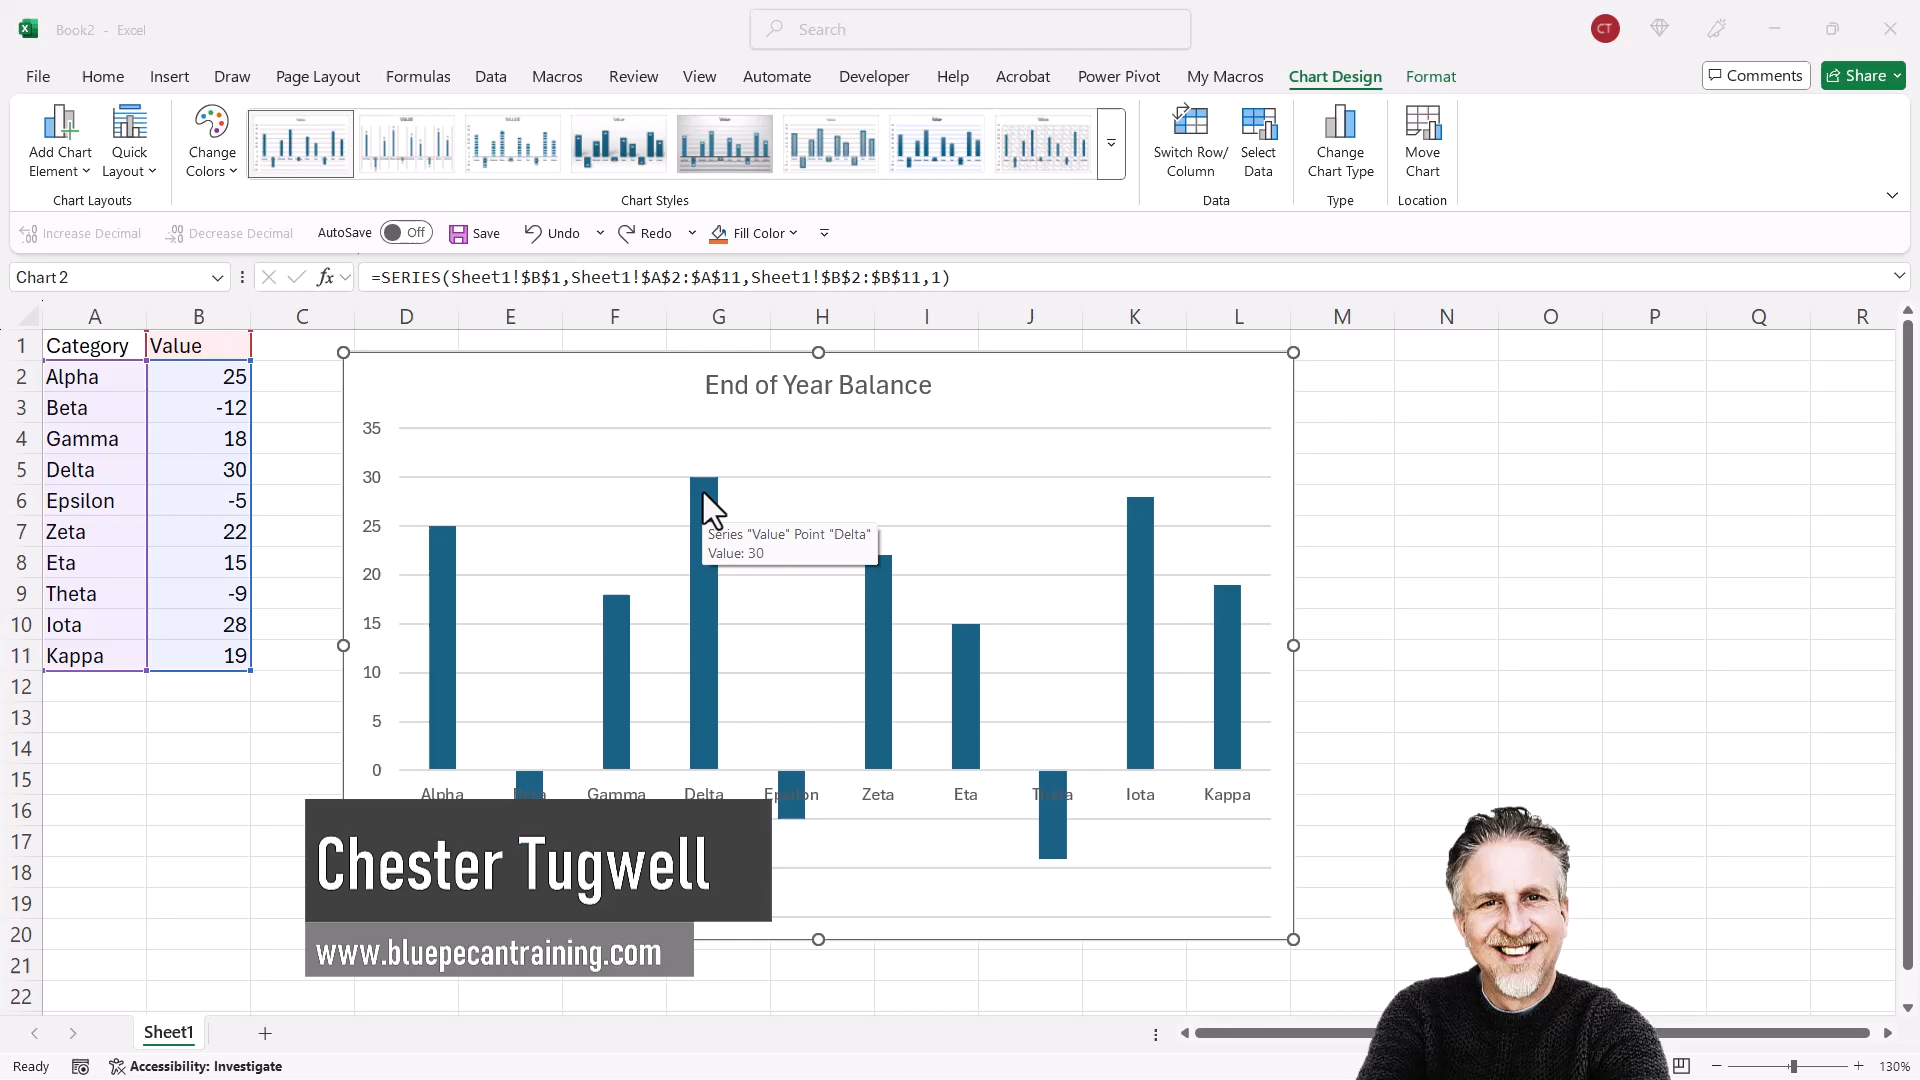 Book2 - Excel
Search
CT
File Home Insert Draw Page Layout Formulas Data Macros Review View Automate Developer Help Acrobat Power Pivot My Macros Chart Design Format
Comments
Share
Add Chart Element
Quick Layout
Chart Layouts
Change Colors
Chart Styles
Switch Row/ Column
Select Data
Data
Change Chart Type
Type
Move Chart
Location
Increase Decimal Decrease Decimal AutoSave Off Save Undo Redo Fill Color
Chart 2
fx
=SERIES(Sheet1!$B$1,Sheet1!$A$2:$A$11,Sheet1!$B$2:$B$11,1)
A B C D E F G H I J K L M N O P Q R
1 Category Value
2 Alpha 25
3 Beta -12
4 Gamma 18
5 Delta 30
6 Epsilon -5
7 Zeta 22
8 Eta 15
9 Theta -9
10 Iota 28
11 Kappa 19
12
13
14
15
16
17
18
19
20
21
22
End of Year Balance
35
30
25
20
15
10
5
0
Series "Value" Point "Delta"
Value: 30
Alpha Beta Gamma Delta Epsilon Zeta Eta Theta Iota Kappa
Chester Tugwell
www.bluepecantraining.com
Sheet1
Ready
Accessibility: Investigate
130%